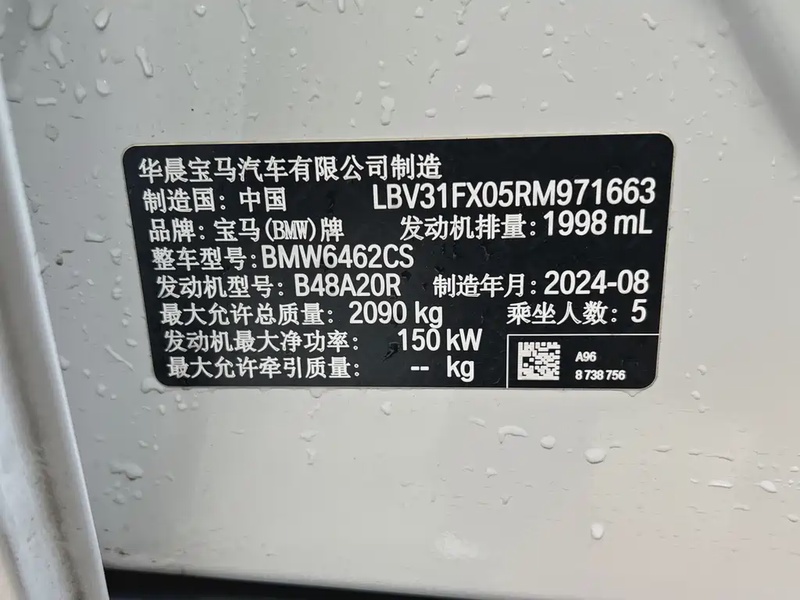 华晨宝马汽车有限公司制造
制造国: 中国 LBV31FX05RM971663
品牌: 宝马(BMW)牌 发动机排量: 1998 mL
整车型号: BMW6462CS
发动机型号: B48A20R 制造年月: 2024-08
最大允许总质量: 2090 kg 乘坐人数: 5
发动机最大净功率: 150 kW
最大允许牵引质量: -- kg
A96
8 738 756